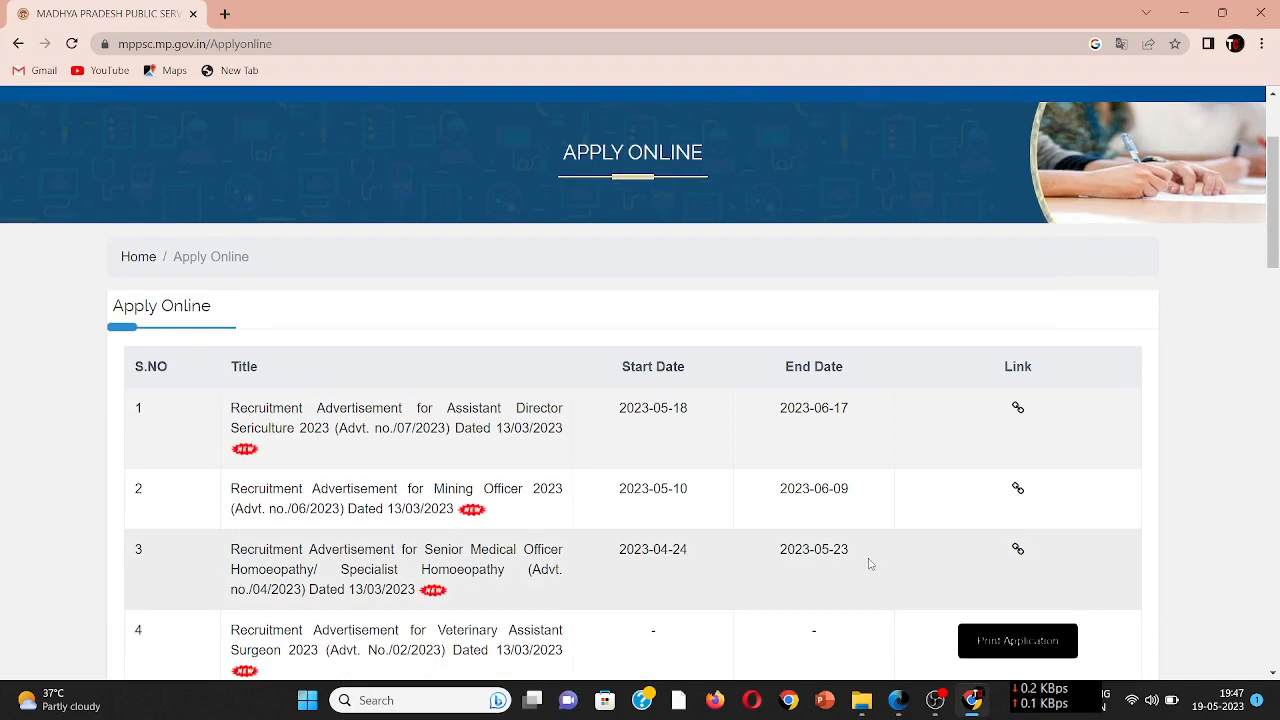 MADHYA PRADESH PUBLIC SERV
mppsc.mp.gov.in/Applyonline
Gmail
YouTube
Maps
New Tab
APPLY ONLINE
Home / Apply Online
Apply Online
S.NO Title Start Date End Date Link
1 Recruitment Advertisement for Assistant Director 2023-05-18 2023-06-17
Sericulture 2023 (Advt. no./07/2023) Dated 13/03/2023
NEW
2 Recruitment Advertisement for Mining Officer 2023 2023-05-10 2023-06-09
(Advt. no./06/2023) Dated 13/03/2023 NEW
3 Recruitment Advertisement for Senior Medical Officer 2023-04-24 2023-05-23
Homoeopathy/ Specialist Homoeopathy (Advt.
no./04/2023) Dated 13/03/2023 NEW
4 Recruitment Advertisement for Veterinary Assistant - -
Surgeon 2023 (Advt. No./02/2023) Dated 13/03/2023
Print Application
NEW
37°C
Partly cloudy
Search
0.2 KBps
0.1 KBps
19:47
19-05-2023
1